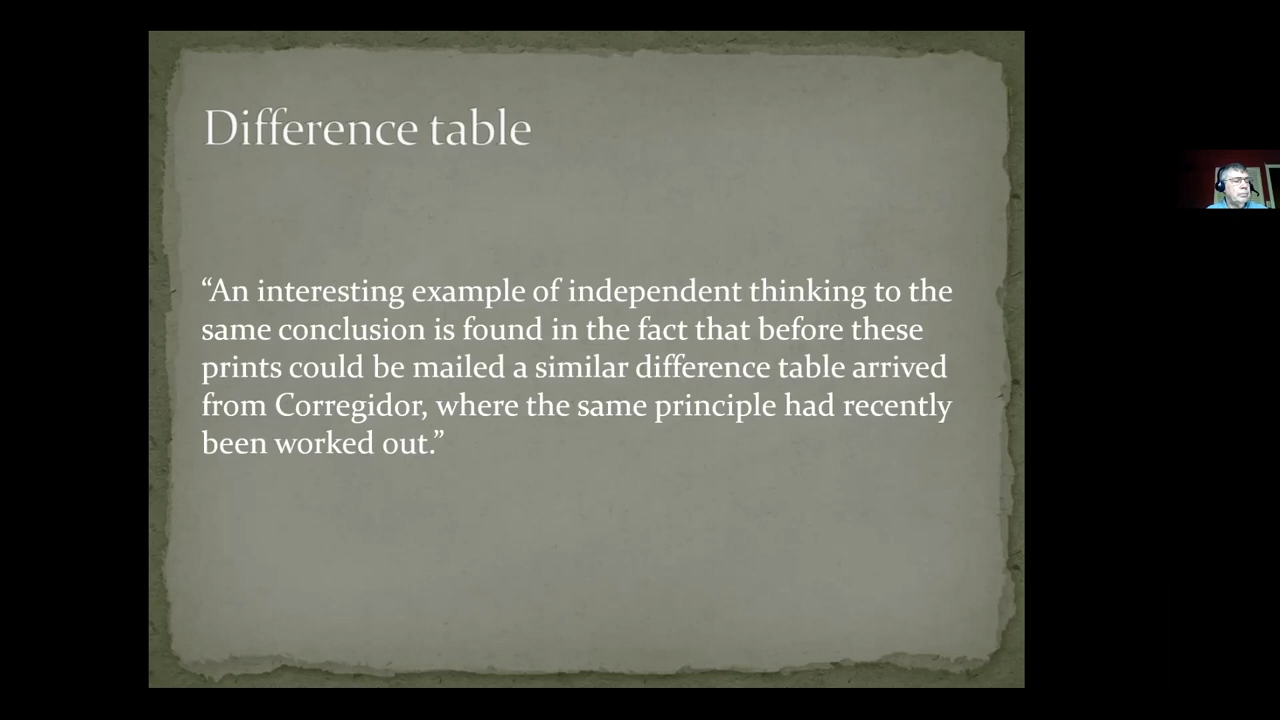 Difference table
“An interesting example of independent thinking to the
same conclusion is found in the fact that before these
prints could be mailed a similar difference table arrived
from Corregidor, where the same principle had recently
been worked out.”